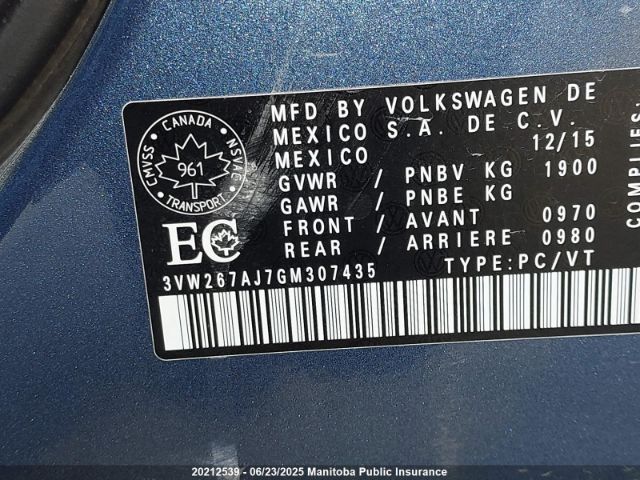 MFD BY VOLKSWAGEN DE
MEXICO S.A. DE C.V.
MEXICO 12/15
GVWR / PNBV KG 1900
GAWR / PNBE KG
FRONT / AVANT 0970
REAR / ARRIERE 0980
3VW267AJ7GM307435 TYPE:PC/VT
CANADA
CMVSS
NSVAC
961
TRANSPORT
EC
COMPLIES
20212539 - 06/23/2025 Manitoba Public Insurance